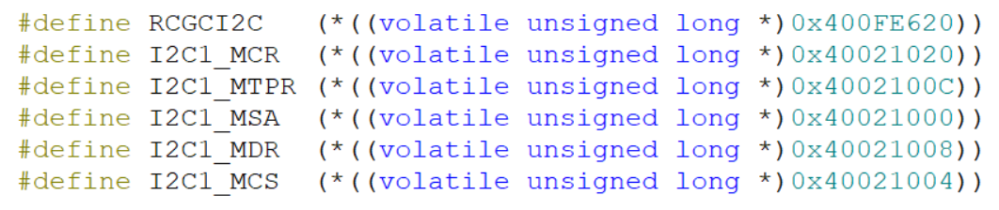 #define RCGCI2C   (*((volatile unsigned long *)0x400FE620))
#define I2C1_MCR  (*((volatile unsigned long *)0x40021020))
#define I2C1_MTPR (*((volatile unsigned long *)0x4002100C))
#define I2C1_MSA  (*((volatile unsigned long *)0x40021000))
#define I2C1_MDR  (*((volatile unsigned long *)0x40021008))
#define I2C1_MCS  (*((volatile unsigned long *)0x40021004))